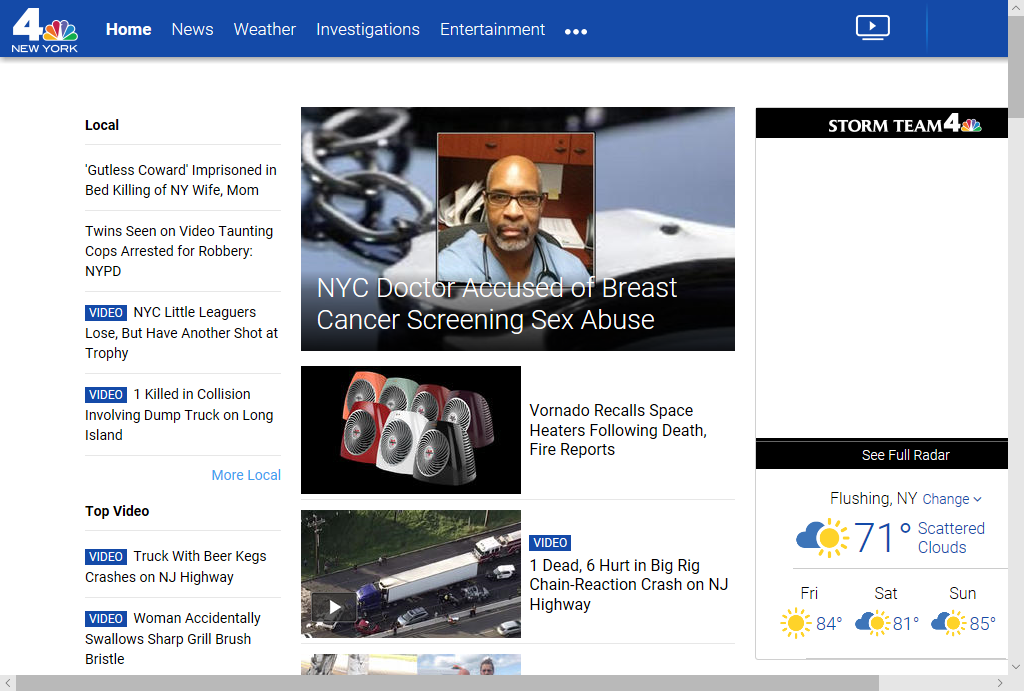 4
NEW YORK
Home News Weather Investigations Entertainment •••
Local
'Gutless Coward' Imprisoned in
Bed Killing of NY Wife, Mom
Twins Seen on Video Taunting
Cops Arrested for Robbery:
NYPD
VIDEO NYC Little Leaguers
Lose, But Have Another Shot at
Trophy
VIDEO 1 Killed in Collision
Involving Dump Truck on Long
Island
More Local
Top Video
VIDEO Truck With Beer Kegs
Crashes on NJ Highway
VIDEO Woman Accidentally
Swallows Sharp Grill Brush
Bristle
NYC Doctor Accused of Breast
Cancer Screening Sex Abuse
Vornado Recalls Space
Heaters Following Death,
Fire Reports
VIDEO
1 Dead, 6 Hurt in Big Rig
Chain-Reaction Crash on NJ
Highway
STORM TEAM 4
See Full Radar
Flushing, NY Change
71° Scattered
Clouds
Fri Sat Sun
84° 81° 85°